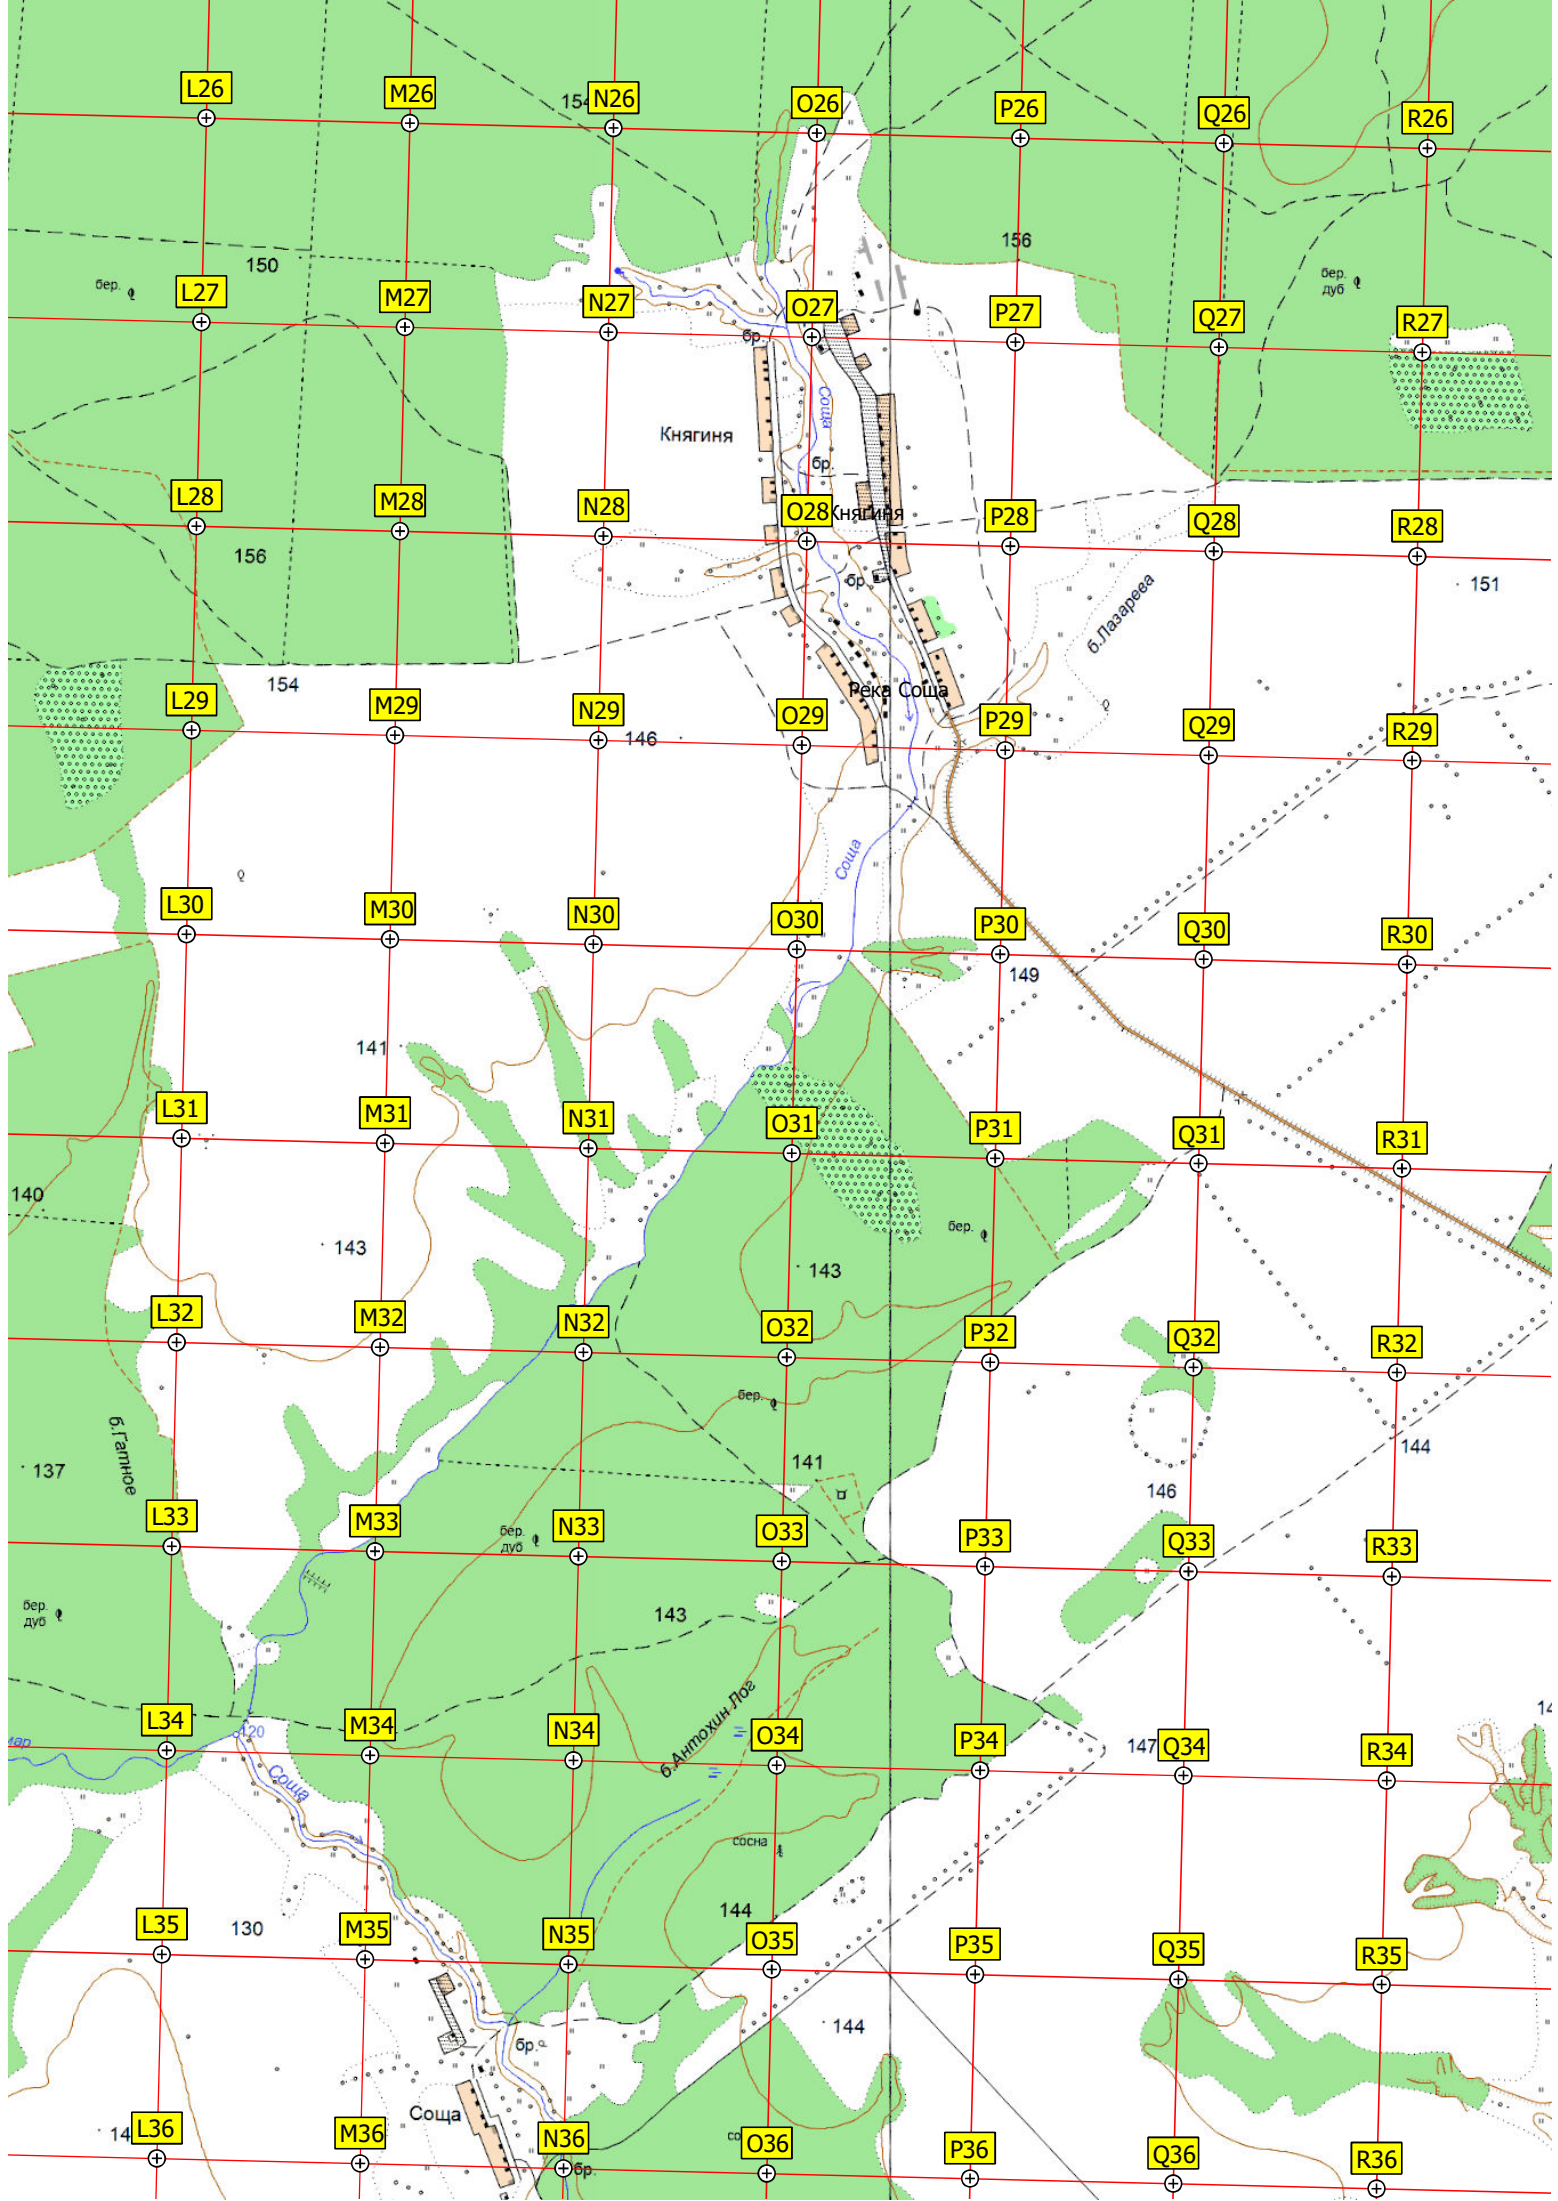 L26 M26 154 N26 O26 P26 Q26 R26
156
150
бер.
бер.
дуб
L27 M27 N27 O27 P27 Q27 R27
бр.
Соща
Княгиня
бр.
L28 M28 N28 O28 Княгиня P28 Q28 R28
156
бр.
151
б.Лазарева
154
Река Соша
L29 M29 N29 O29 P29 Q29 R29
146
Соща
L30 M30 N30 O30 P30 Q30 R30
149
141
L31 M31 N31 O31 P31 Q31 R31
140
бер.
143
143
L32 M32 N32 O32 P32 Q32 R32
бер.
б.Гатное
137
141
144
146
L33 M33 N33 O33 P33 Q33 R33
бер.
дуб
бер.
дуб
143
б.Антохин Лог
L34 M34 N34 O34 P34 147 Q34 R34
120
Соща
сосна
144
130
L35 M35 N35 O35 P35 Q35 R35
144
бр.
Соща
L36 M36 N36 O36 P36 Q36 R36
бр.